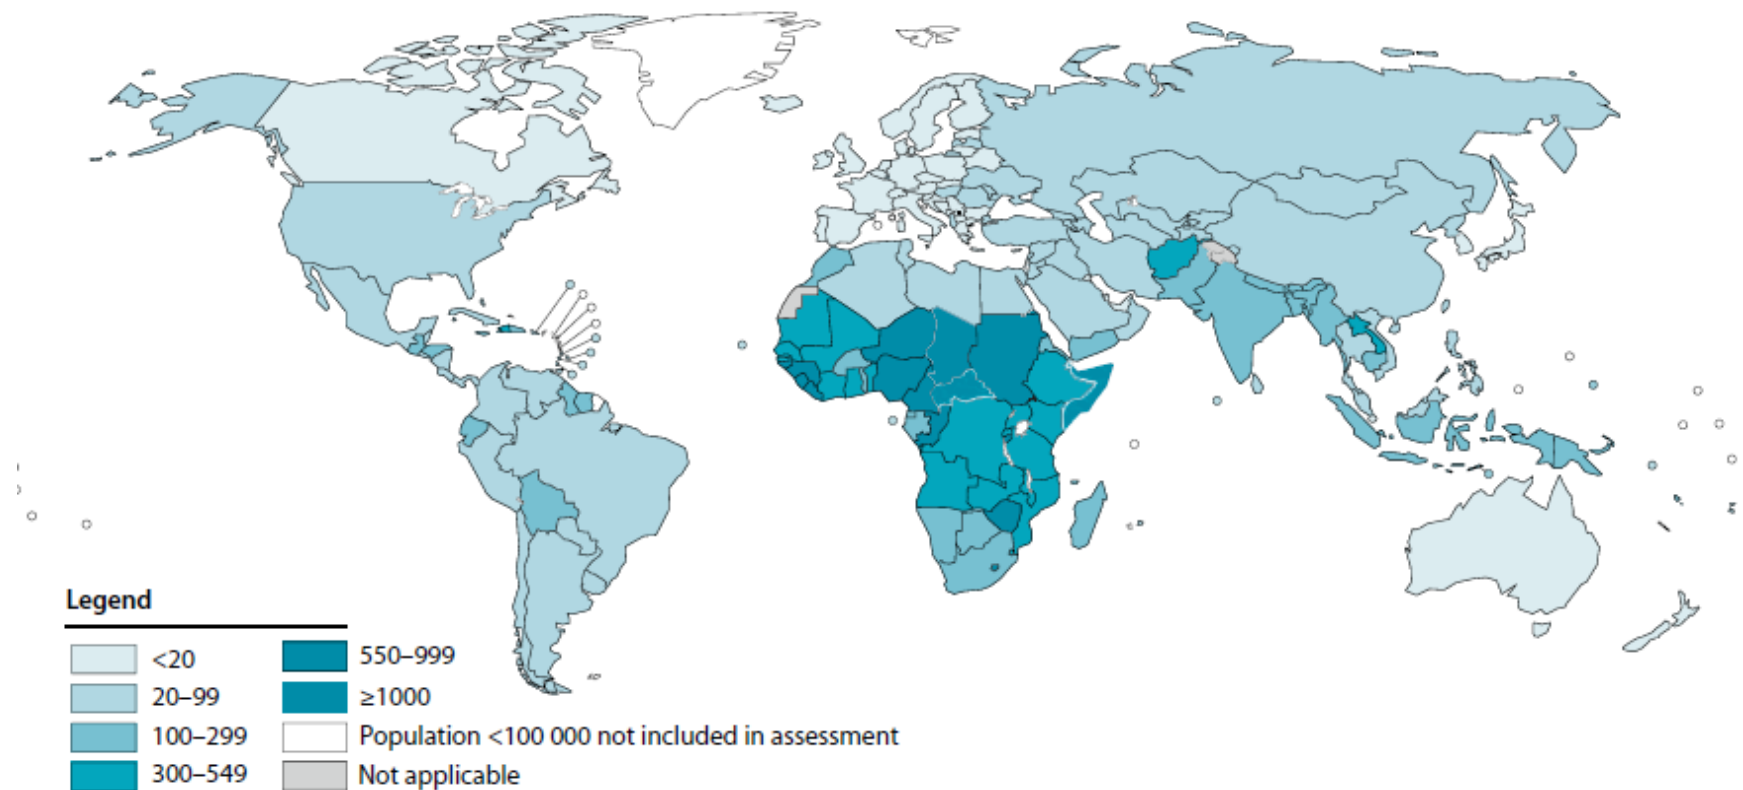 Legend
<20
20–99
100–299
300–549
550–999
≥1000
Population <100 000 not included in assessment
Not applicable